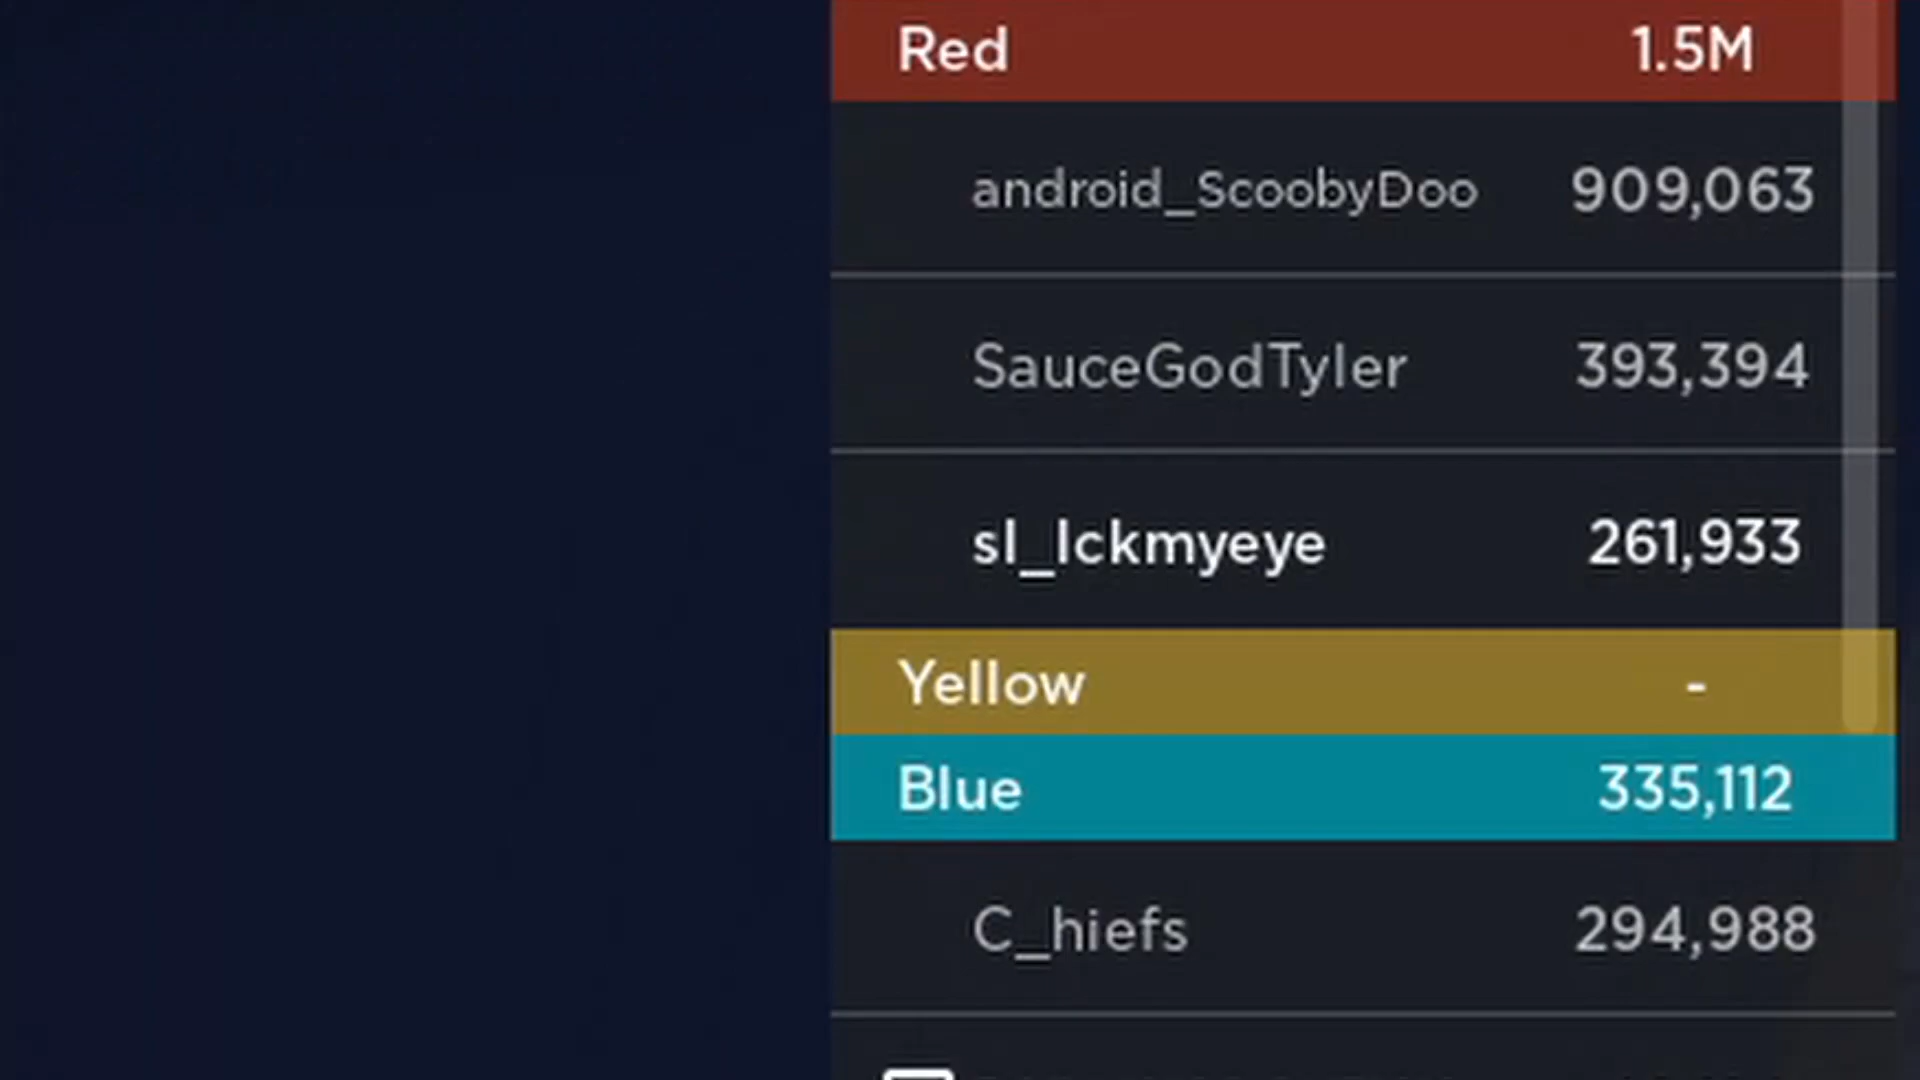 Red 1.5M
android_ScoobyDoo 909,063
SauceGodTyler 393,394
sl_lckmyeye 261,933
Yellow -
Blue 335,112
C_hiefs 294,988